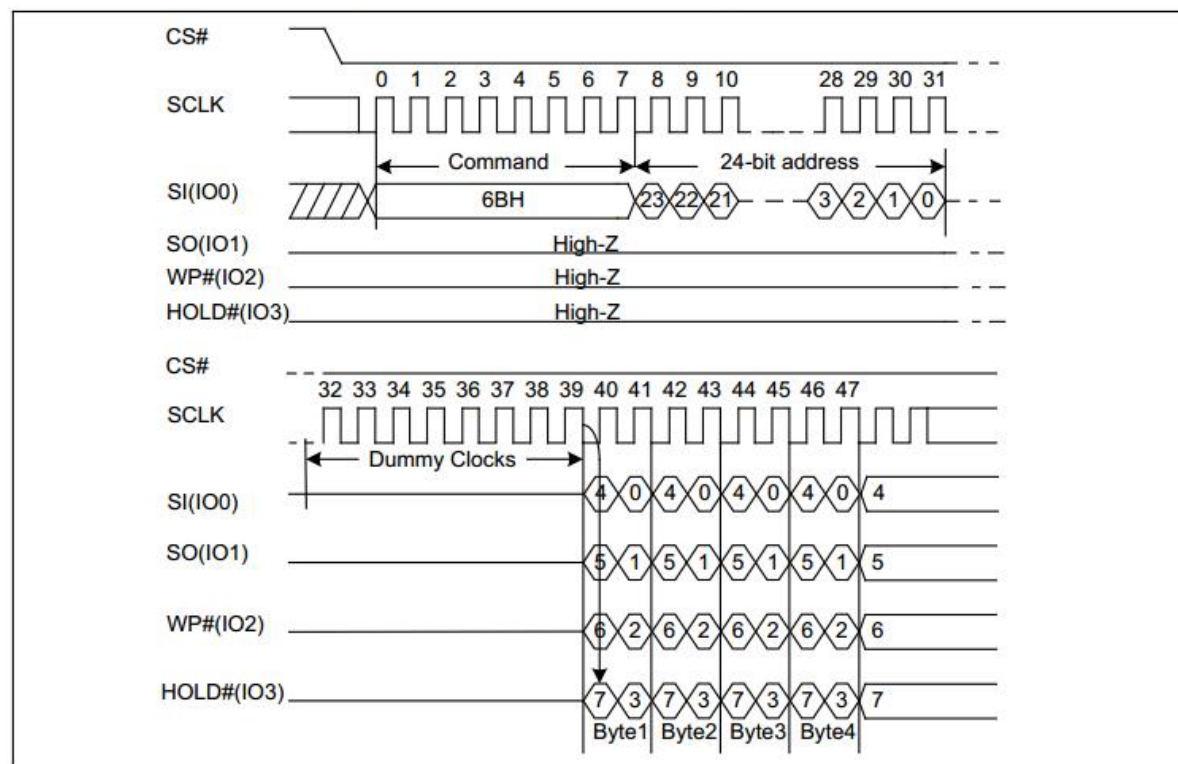 CS#
0 1 2 3 4 5 6 7 8 9 10 28 29 30 31
SCLK
Command 24-bit address
SI(IO0) 6BH 23 22 21 3 2 1 0
SO(IO1) High-Z
WP#(IO2) High-Z
HOLD#(IO3) High-Z
CS#
32 33 34 35 36 37 38 39 40 41 42 43 44 45 46 47
SCLK
Dummy Clocks
SI(IO0) 4 0 4 0 4 0 4 0 4
SO(IO1) 5 1 5 1 5 1 5 1 5
WP#(IO2) 6 2 6 2 6 2 6 2 6
HOLD#(IO3) 7 3 7 3 7 3 7 3 7
Byte1 Byte2 Byte3 Byte4